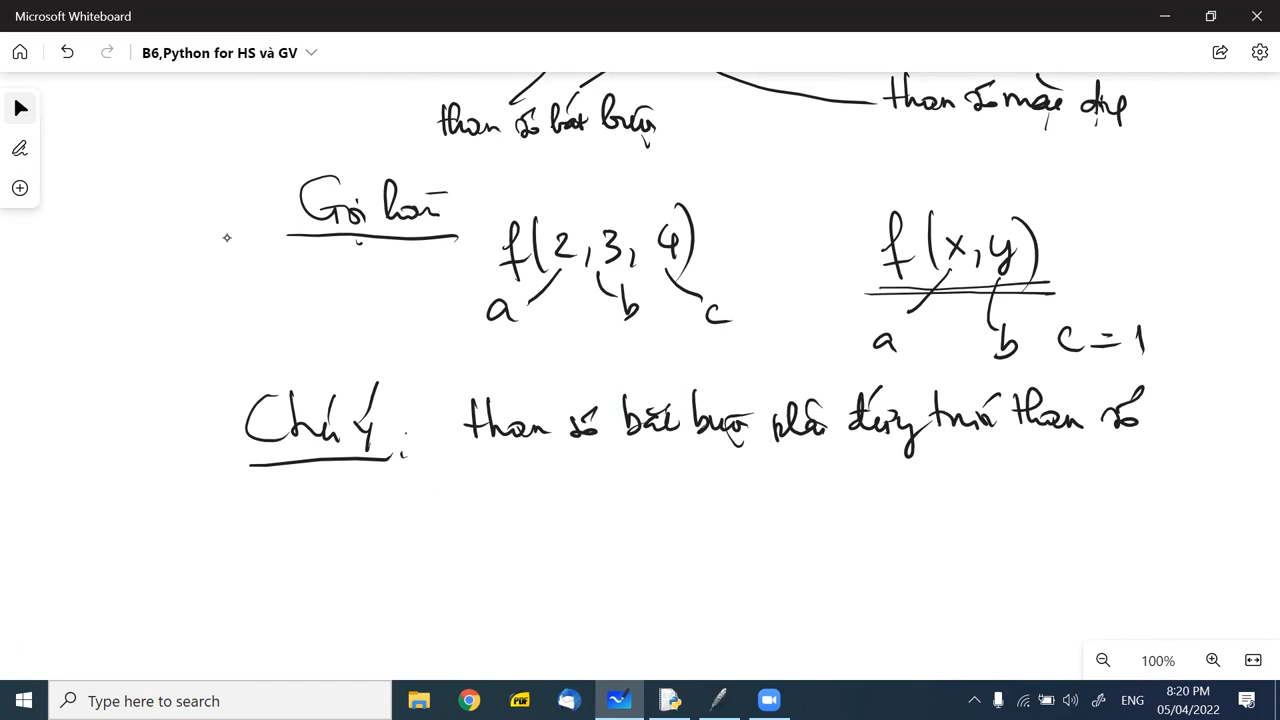 Microsoft Whiteboard
B6,Python for HS và GV
tham số bắt buộc
tham số mặc định
Gọi hàm
f(2, 3, 4)
f(x, y)
a b c
a b c = 1
Chú ý: tham số bắt buộc phải đứng trước tham số
100%
Type here to search
ENG
8:20 PM
05/04/2022